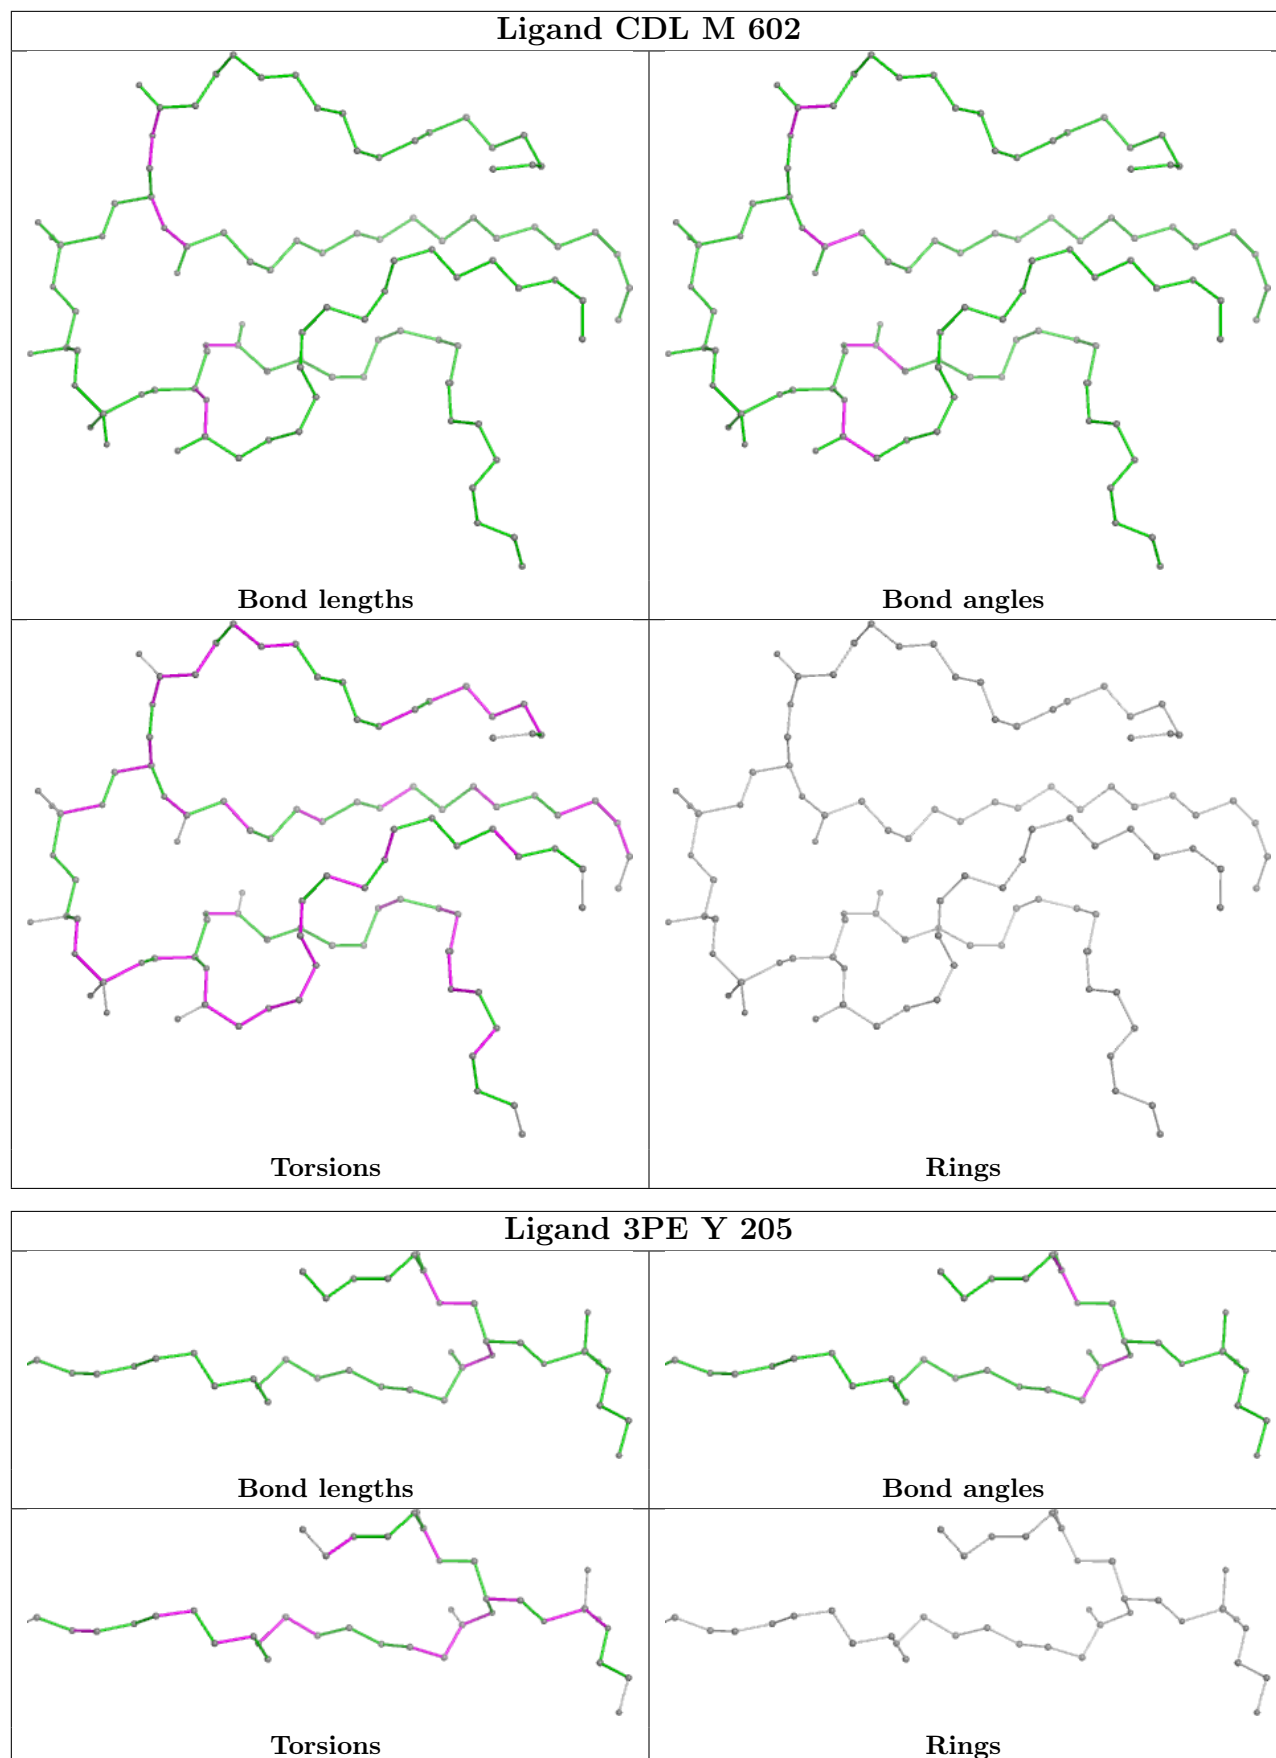 Ligand CDL M 602
Bond lengths
Bond angles
Torsions
Rings
Ligand 3PE Y 205
Bond lengths
Bond angles
Torsions
Rings